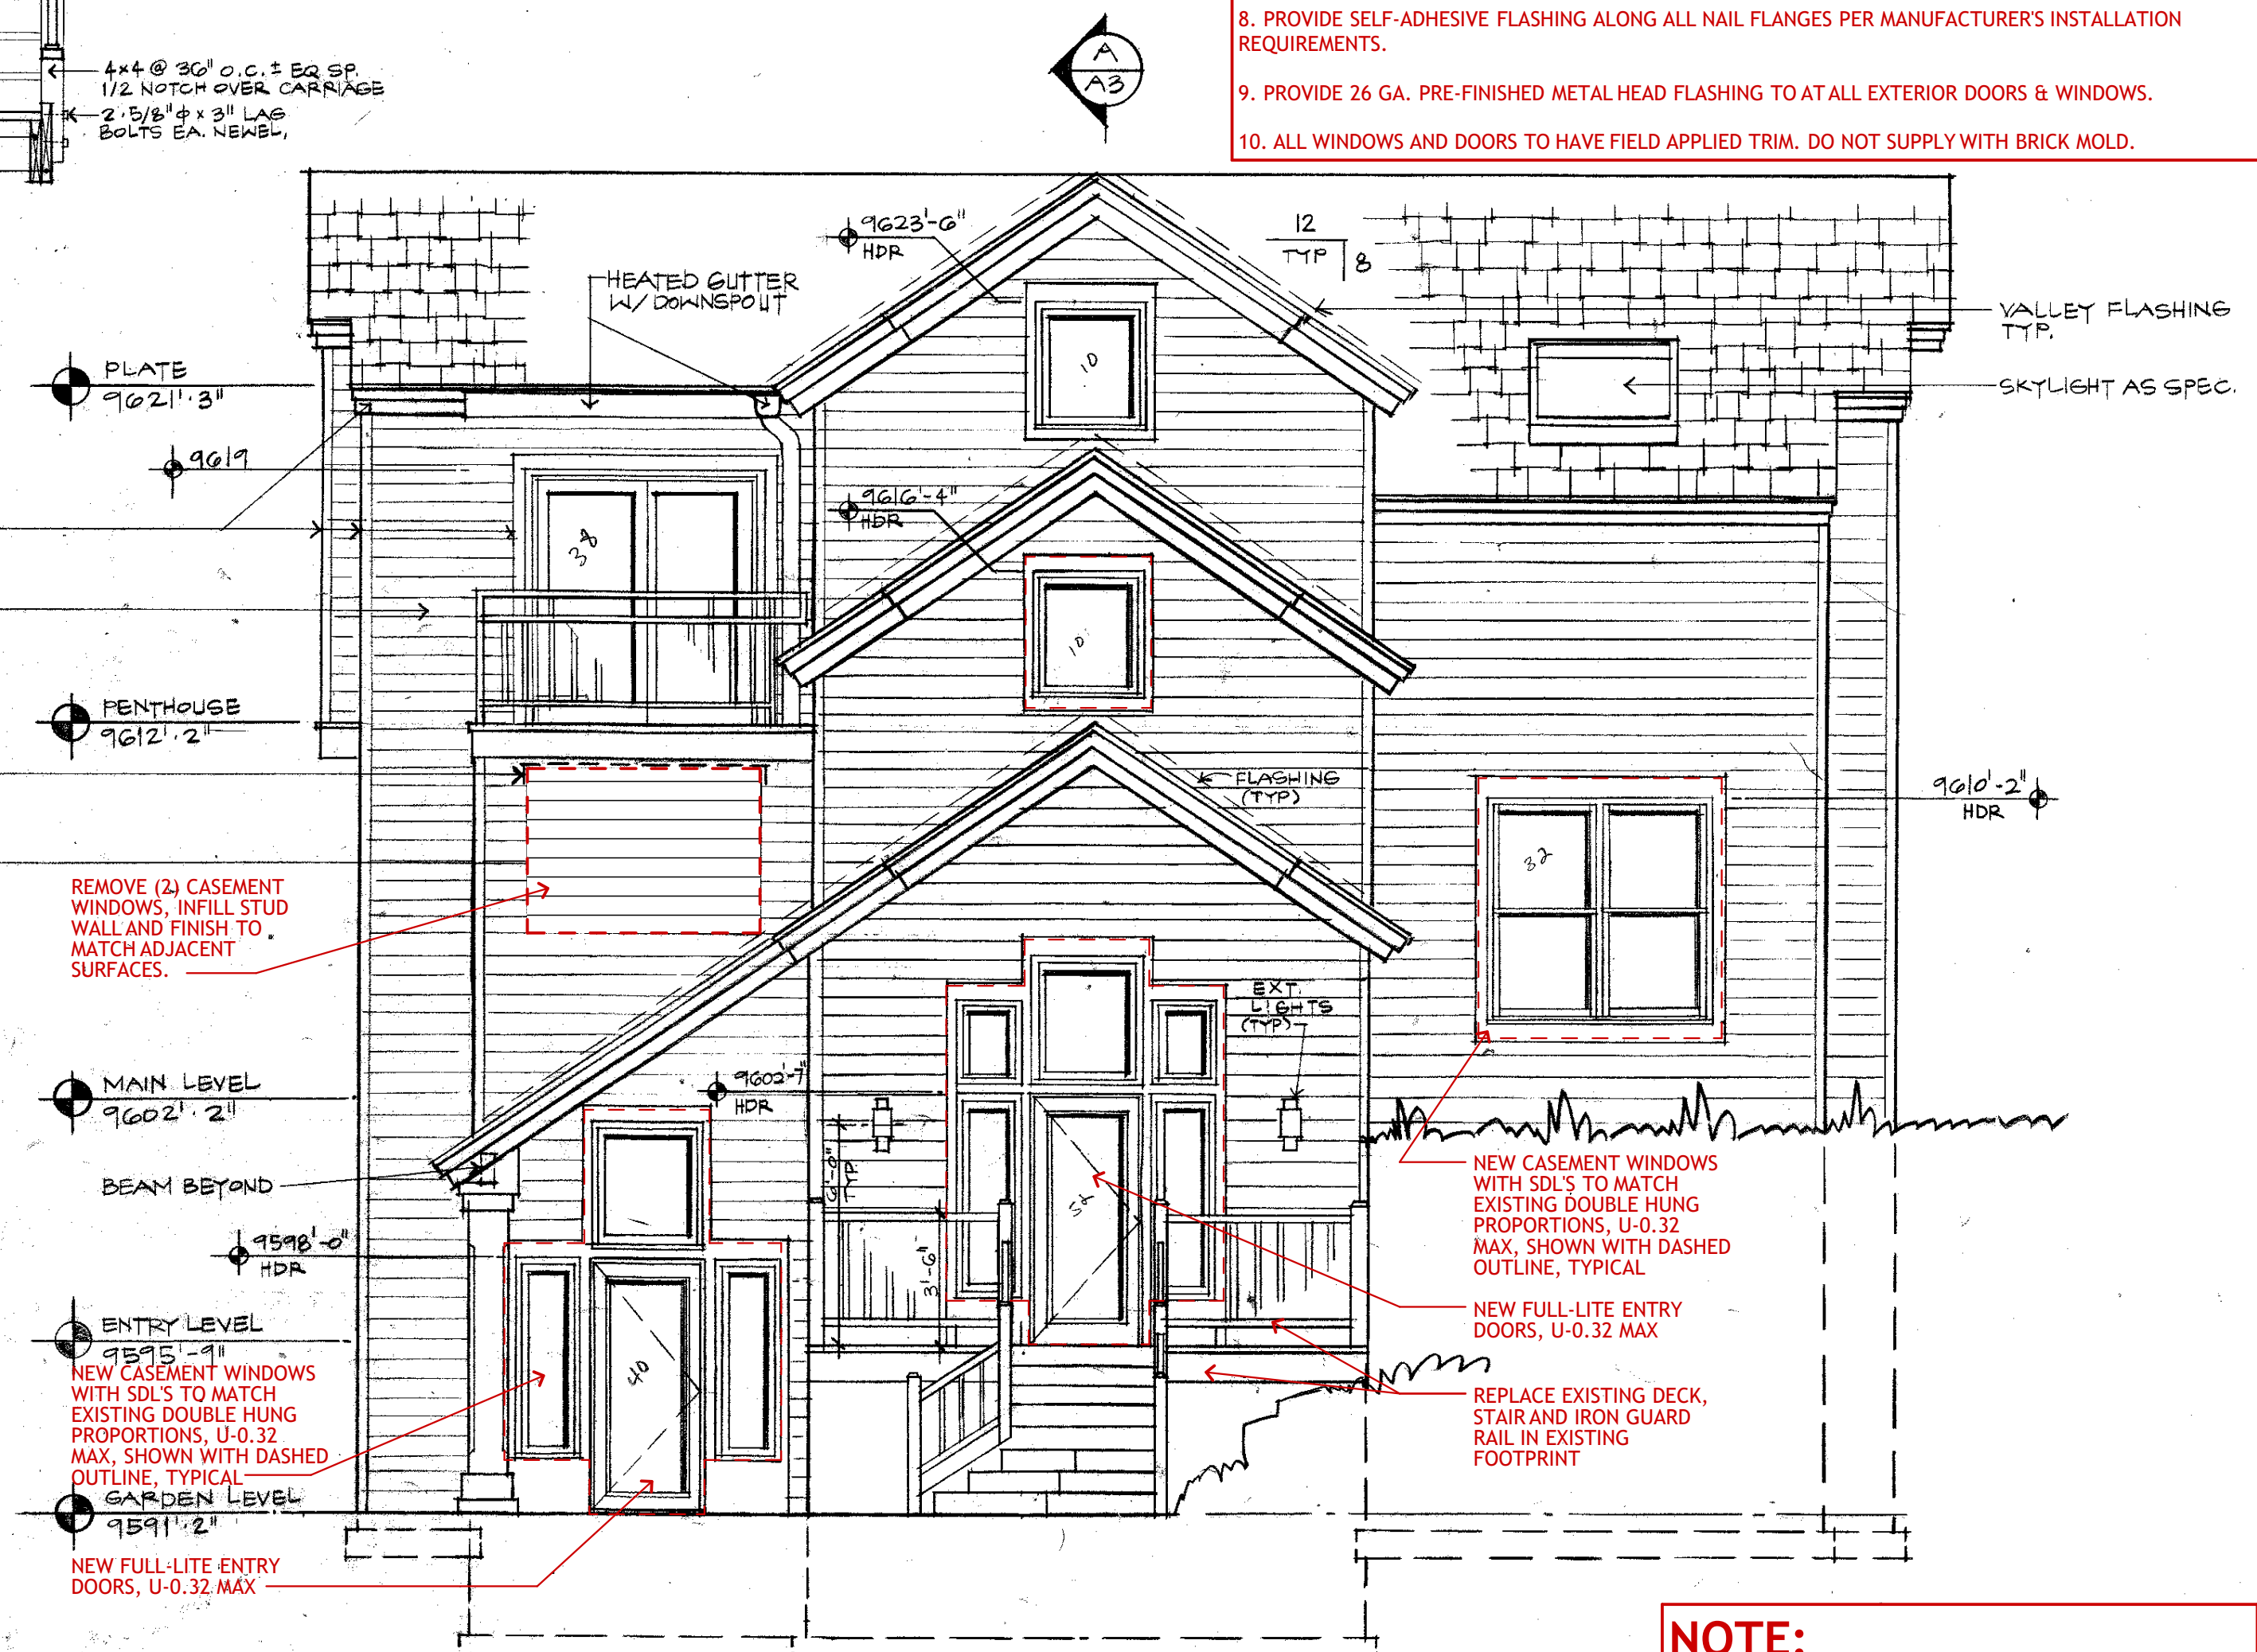 8. PROVIDE SELF-ADHESIVE FLASHING ALONG ALL NAIL FLANGES PER MANUFACTURER'S INSTALLATION
REQUIREMENTS.
9. PROVIDE 26 GA. PRE-FINISHED METAL HEAD FLASHING TO AT ALL EXTERIOR DOORS & WINDOWS.
10. ALL WINDOWS AND DOORS TO HAVE FIELD APPLIED TRIM. DO NOT SUPPLY WITH BRICK MOLD.
4x4 @ 36" O.C. ± EQ SP.
1/2 NOTCH OVER CARRIAGE
2·5/8" ϕ x 3" LAG
BOLTS EA. NEWEL,
A
A3
9623'-6"
HDR
12
TYP
8
HEATED GUTTER
W/DOWNSPOUT
VALLEY FLASHING
TYP.
10
PLATE
9621'·3"
SKYLIGHT AS SPEC.
9619
9616'-4"
HDR
38
10
PENTHOUSE
9612'·2"
FLASHING
(TYP)
9610'-2"
HDR
32
REMOVE (2) CASEMENT
WINDOWS, INFILL STUD
WALL AND FINISH TO
MATCH ADJACENT
SURFACES.
EXT.
LIGHTS
(TYP)
MAIN LEVEL
9602'·2"
9602'-7"
HDR
6'-0"
TYP.
BEAM BEYOND
NEW CASEMENT WINDOWS
WITH SDL'S TO MATCH
EXISTING DOUBLE HUNG
PROPORTIONS, U-0.32
MAX, SHOWN WITH DASHED
OUTLINE, TYPICAL
9598'-0"
HDR
3'-6"
NEW FULL-LITE ENTRY
DOORS, U-0.32 MAX
ENTRY LEVEL
9595'-9"
NEW CASEMENT WINDOWS
WITH SDL'S TO MATCH
EXISTING DOUBLE HUNG
PROPORTIONS, U-0.32
MAX, SHOWN WITH DASHED
OUTLINE, TYPICAL
40
REPLACE EXISTING DECK,
STAIR AND IRON GUARD
RAIL IN EXISTING
FOOTPRINT
GARDEN LEVEL
9591'·2"
NEW FULL-LITE ENTRY
DOORS, U-0.32 MAX
NOTE: